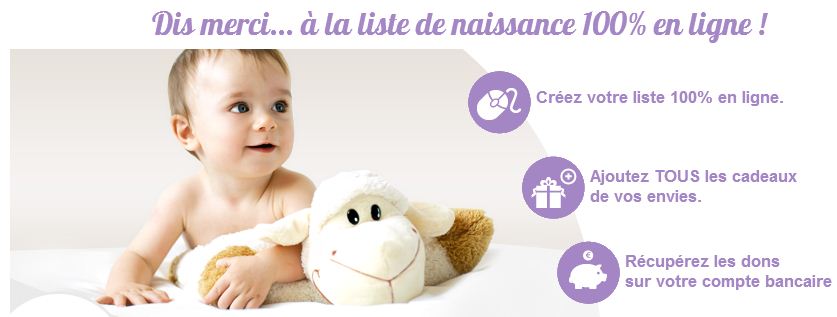 Dis merci... à la liste de naissance 100% en ligne !
Créez votre liste 100% en ligne.
Ajoutez TOUS les cadeaux
de vos envies.
Récupérez les dons
sur votre compte bancaire